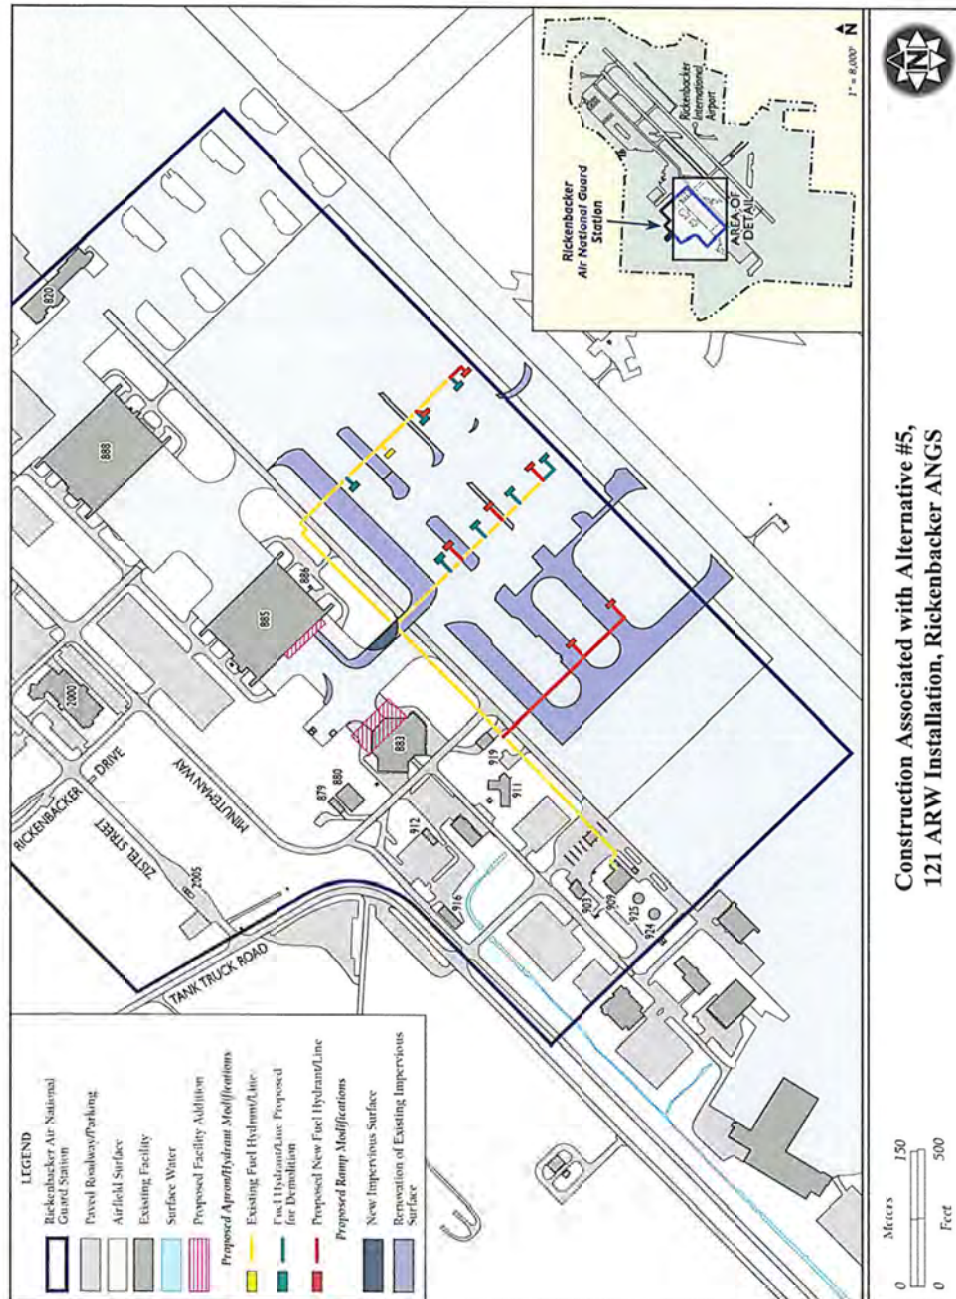 LEGEND
Rickenbacker Air National
Guard Station
Paved Roadway/Parking
Airfield Surface
Existing Facility
Surface Water
Proposed Facility Addition
Proposed Apron/Hydrant Modifications
Existing Fuel Hydrant/Line
Fuel Hydrant/Line Proposed
for Demolition
Proposed New Fuel Hydrant/Line
Proposed Ramp Modifications
New Impervious Surface
Renovation of Existing Impervious
Surface
RICKENBACKER DRIVE
ZISTEL STREET
MINUTEMAN WAY
TANK TRUCK ROAD
820
888
886
885
2000
2005
883
880
879
912
916
919
911
903
909
925
924
Rickenbacker
Air National Guard
Station
Rickenbacker
International
Airport
AREA OF
DETAIL
N
1" = 8,000'
Meters
0 150
0 500
Feet
Construction Associated with Alternative #5,
121 ARW Installation, Rickenbacker ANGS
N